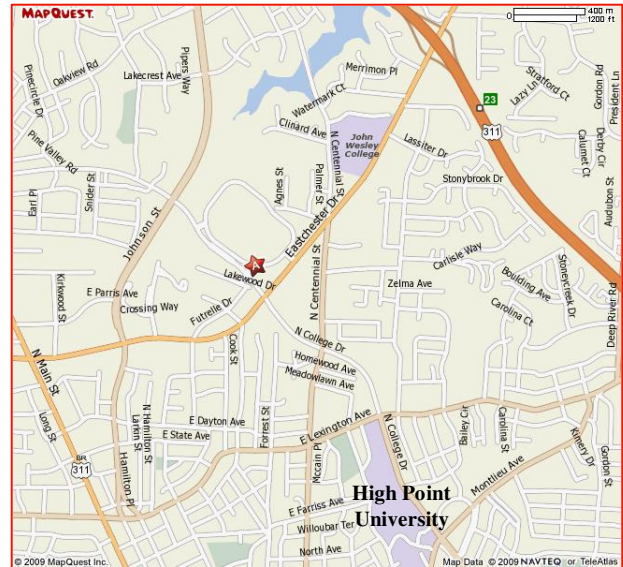 MAPQUEST.
400 m
0
1200 ft
Oakview Rd
Pinecircle Dr
Lakecrest Ave
Pipers Way
Merrimon Pl
Watermark Ct
Clinard Ave
N Centennial St
John
Wesley
College
23
311
Strafford Ct
Lazy Ln
Gordon Rd
President Ln
Derby Cir
Calumet Ct
Lassiter Dr
Stonybrook Dr
Audubon St
Pine Valley Rd
Earl Pl
Snider St
Johnson St
Agnes St
Palmer St
Eastchester Dr
A
Lakewood Dr
Kirkwood St
E Parris Ave
Crossing Way
Futrelle Dr
N Centennial St
Carlisle Way
Zelma Ave
Boulding Ave
Stoneycreek Dr
Carolina Ct
Deep River Rd
N Main St
Cook St
N College Dr
Homewood Ave
Meadowlawn Ave
Long St
BR
311
N Hamilton St
Larkin St
Hamilton Pl
E Dayton Ave
E State Ave
Forrest St
E Lexington Ave
Mccain Pl
N College Dr
Bailey Cir
Carolina St
Kimery Dr
Gordon St
Montlieu Ave
High Point
University
E Farriss Ave
Willoubar Ter
North Ave
© 2009 MapQuest Inc.
Map Data © 2009 NAVTEQ or TeleAtlas